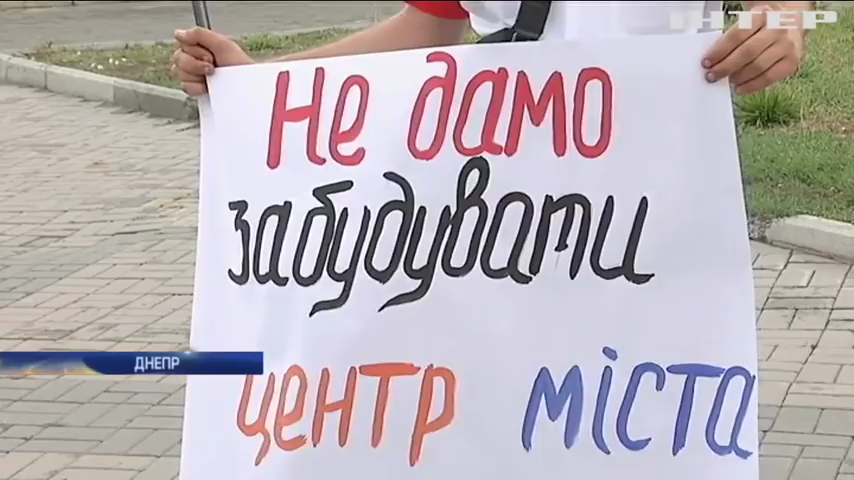 ІНТЕР
Не дамо
забудувати
ДНЕПР
центр міста